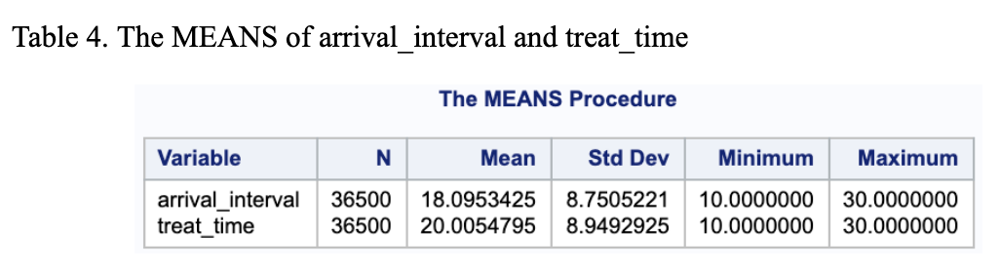 Table 4. The MEANS of arrival_interval and treat_time
The MEANS Procedure
Variable N Mean Std Dev Minimum Maximum
arrival_interval 36500 18.0953425 8.7505221 10.0000000 30.0000000
treat_time 36500 20.0054795 8.9492925 10.0000000 30.0000000